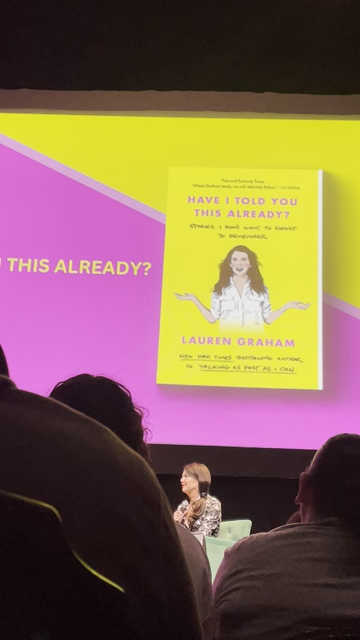 U THIS ALREADY?
HAVE I TOLD YOU
THIS ALREADY?
STORIES I DON'T WANT TO FORGET
TO REMEMBER
LAUREN GRAHAM
NEW YORK TIMES BESTSELLING AUTHOR
OF TALKING AS FAST AS I CAN